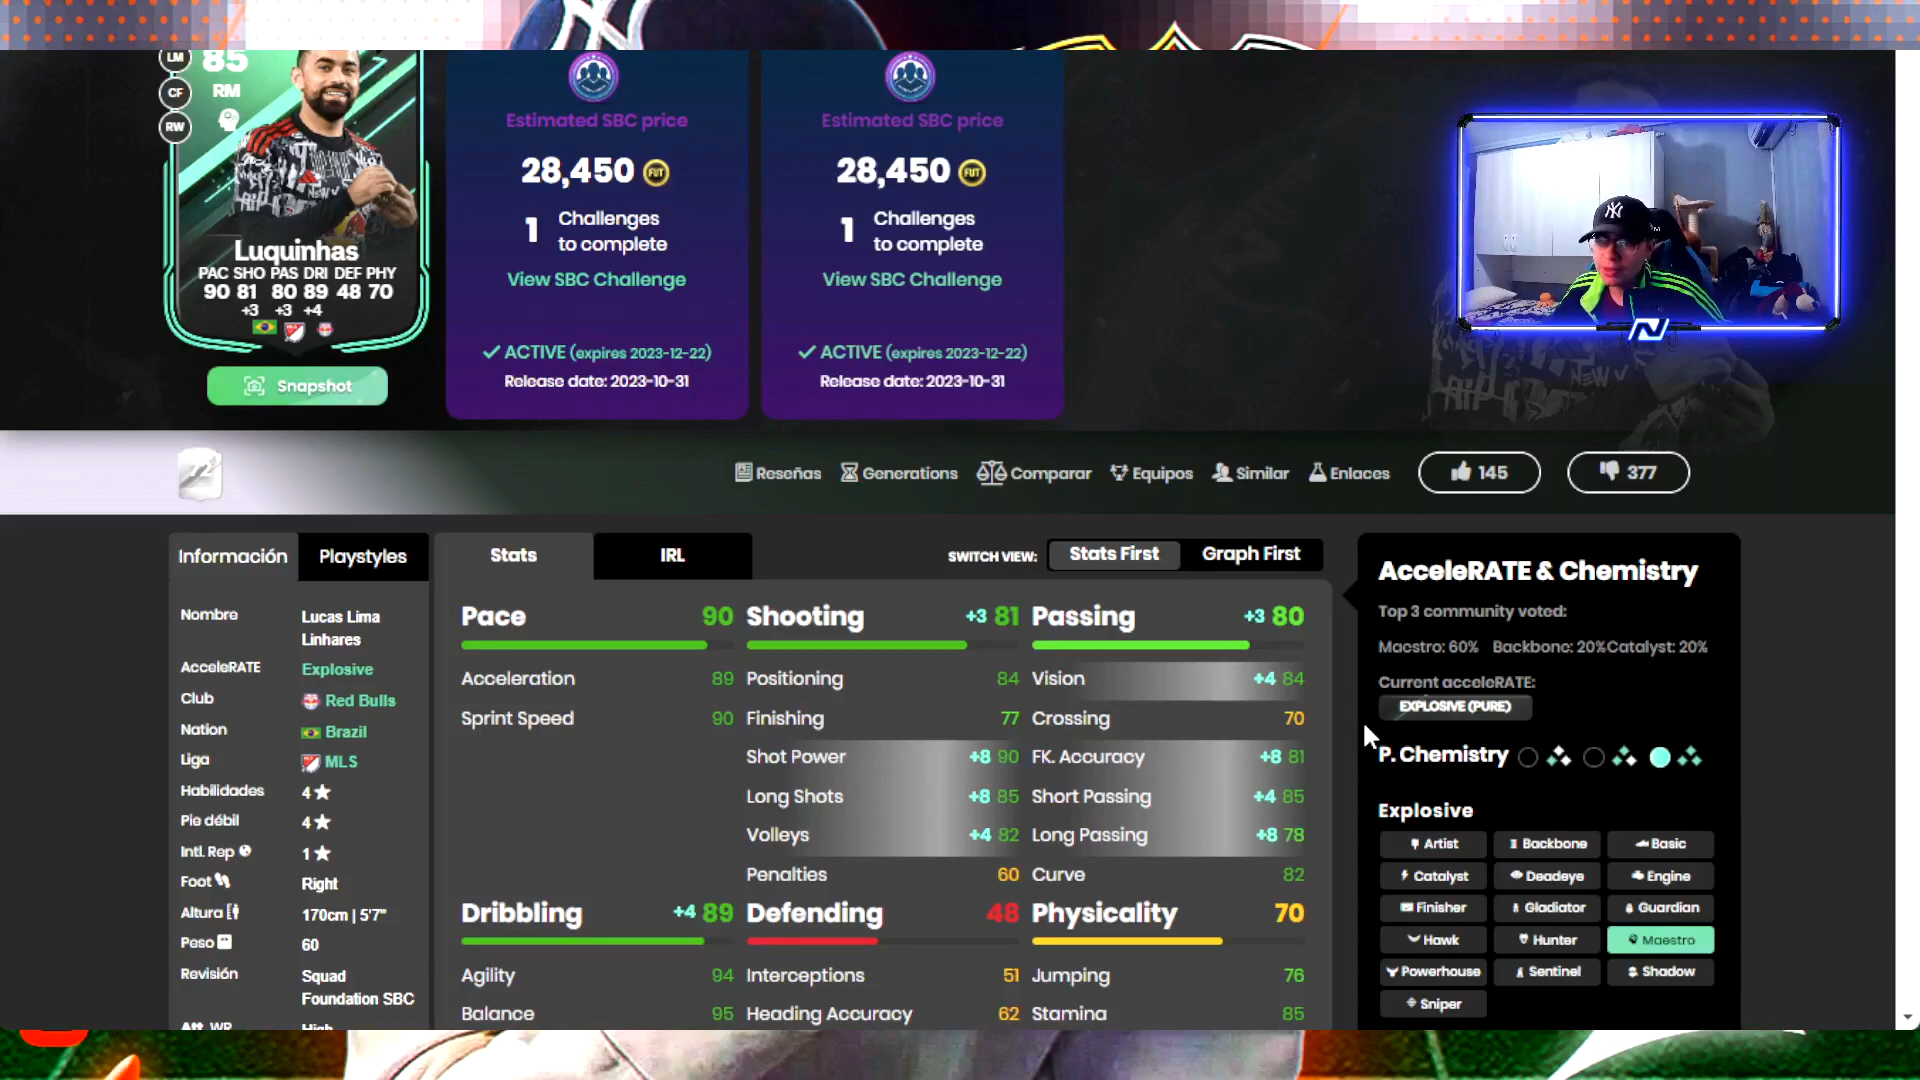 LM
85
CF
RM
RW
Luquinhas
PAC SHO PAS DRI DEF PHY
90 81 80 89 48 70
+3 +3 +4
Snapshot
Estimated SBC price
28,450 FUT
1 Challenges
to complete
View SBC Challenge
ACTIVE (expires 2023-12-22)
Release date: 2023-10-31
Estimated SBC price
28,450 FUT
1 Challenges
to complete
View SBC Challenge
ACTIVE (expires 2023-12-22)
Release date: 2023-10-31
Reseñas Generations Comparar Equipos Similar Enlaces 145 377
Información Playstyles
Nombre Lucas Lima
Linhares
AcceleRATE Explosive
Club Red Bulls
Nation Brazil
Liga MLS
Habilidades 4
Pie débil 4
Intl. Rep 1
Foot Right
Altura 170cm | 5'7"
Peso 60
Revisión Squad
Foundation SBC
Att. WR High
Stats IRL SWITCH VIEW: Stats First Graph First
Pace 90 Shooting +3 81 Passing +3 80
Acceleration 89 Positioning 84 Vision +4 84
Sprint Speed 90 Finishing 77 Crossing 70
Shot Power +8 90 FK. Accuracy +8 81
Long Shots +8 85 Short Passing +4 85
Volleys +4 82 Long Passing +8 78
Penalties 60 Curve 82
Dribbling +4 89 Defending 48 Physicality 70
Agility 94 Interceptions 51 Jumping 76
Balance 95 Heading Accuracy 62 Stamina 85
AcceleRATE & Chemistry
Top 3 community voted:
Maestro: 60% Backbone: 20%Catalyst: 20%
Current acceleRATE:
EXPLOSIVE (PURE)
P. Chemistry
Explosive
Artist Backbone Basic
Catalyst Deadeye Engine
Finisher Gladiator Guardian
Hawk Hunter Maestro
Powerhouse Sentinel Shadow
Sniper